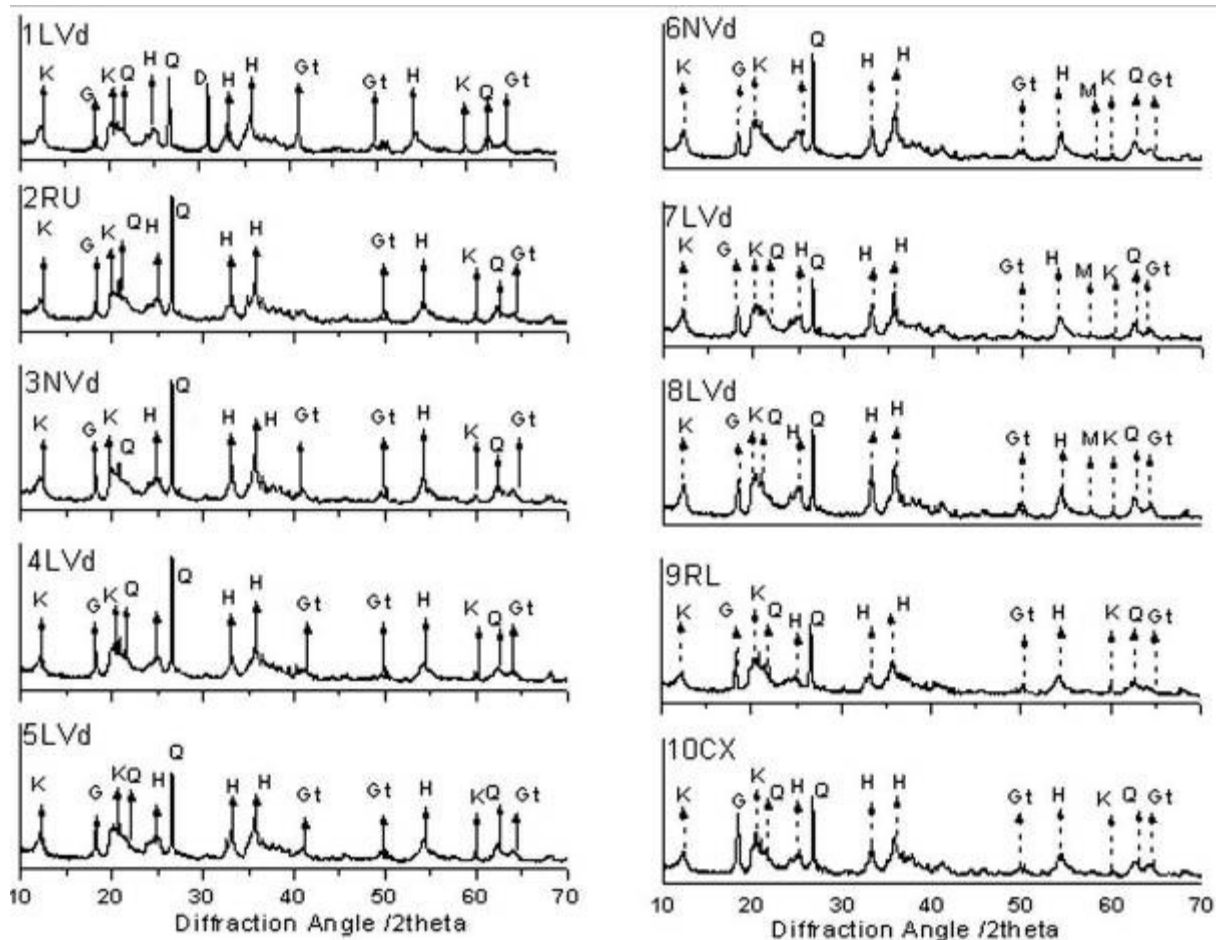 1LVd
K G K Q H Q D H H Gt Gt H K Q Gt
2RU
K G K Q H Q H H Gt H K Q Gt
3NVd
K G K Q H Q H H Gt Gt H K Q Gt
4LVd
K G K Q Q H H Gt Gt H K Q Gt
5LVd
K G K Q H Q H H Gt Gt H K Q Gt
10 20 30 40 50 60 70
Diffraction Angle /2theta
6NVd
K G K H Q H H Gt H M K Q Gt
7LVd
K G K Q H Q H H Gt H M K Q Gt
8LVd
K G K Q H Q H H Gt H M K Q Gt
9RL
K G K Q H Q H H Gt H K Q Gt
10CX
K G K Q H Q H H Gt H K Q Gt
10 20 30 40 50 60 70
Diffraction Angle /2theta